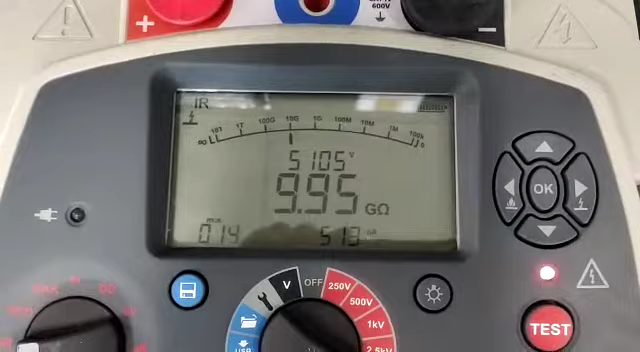 600V
+
−
IR
∞ 10T 1T 100G 10G 1G 100M 10M 1M 100k 0
5105 V
9.95 GΩ
014 513
OK
V OFF 250V
500V
1kV
2.5kV
USB
TEST